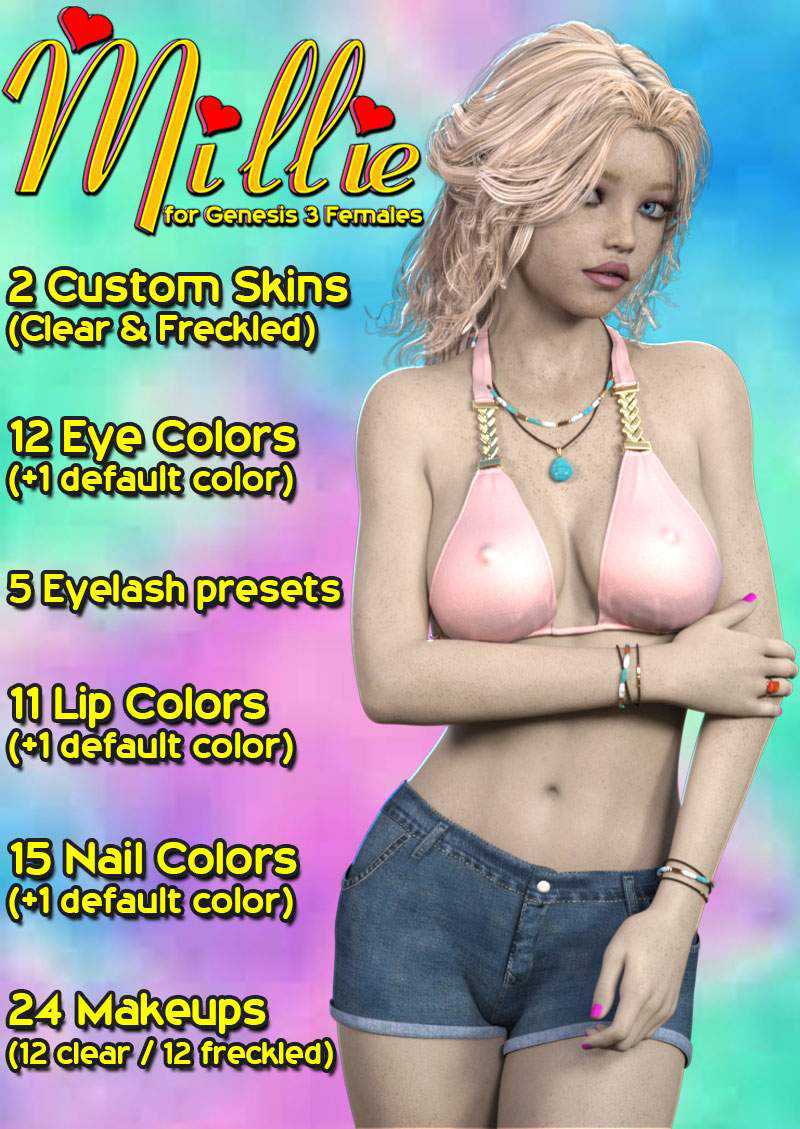 Millie
for Genesis 3 Females
2 Custom Skins
(Clear & Freckled)
12 Eye Colors
(+1 default color)
5 Eyelash presets
11 Lip Colors
(+1 default color)
15 Nail Colors
(+1 default color)
24 Makeups
(12 clear / 12 freckled)